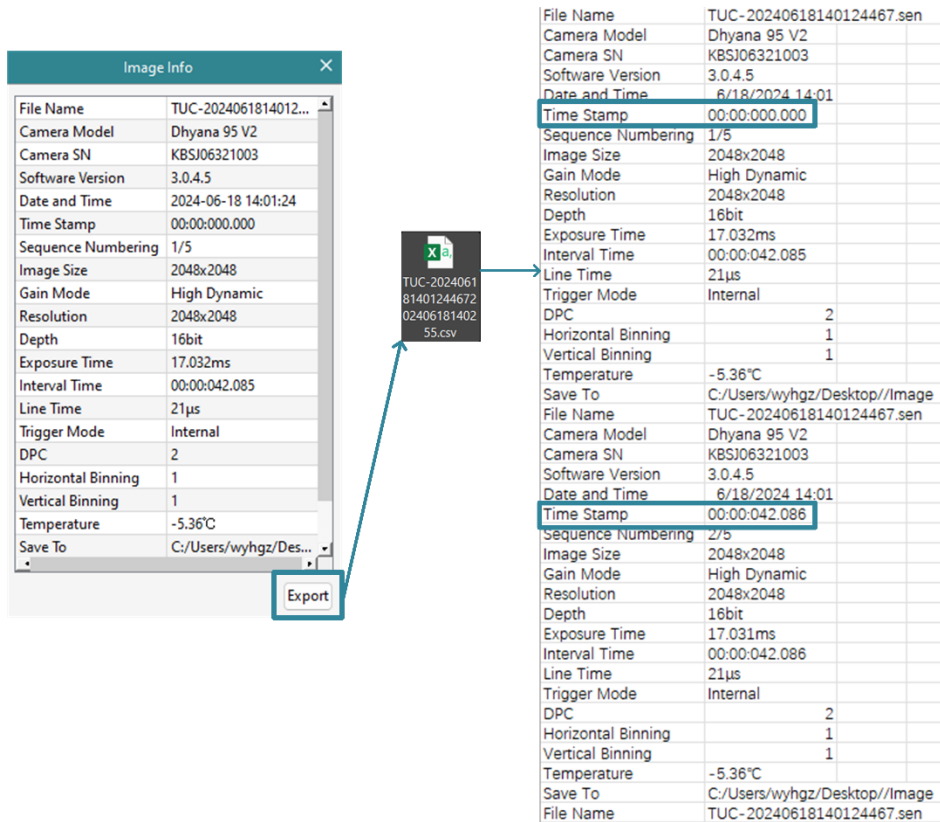 Image Info
File Name TUC-2024061814012...
Camera Model Dhyana 95 V2
Camera SN KBSJ06321003
Software Version 3.0.4.5
Date and Time 2024-06-18 14:01:24
Time Stamp 00:00:000.000
Sequence Numbering 1/5
Image Size 2048x2048
Gain Mode High Dynamic
Resolution 2048x2048
Depth 16bit
Exposure Time 17.032ms
Interval Time 00:00:042.085
Line Time 21μs
Trigger Mode Internal
DPC 2
Horizontal Binning 1
Vertical Binning 1
Temperature -5.36℃
Save To C:/Users/wyhgz/Des...
Export
X a,
TUC-2024061
81401244672
02406181402
55.csv
File Name TUC-20240618140124467.sen
Camera Model Dhyana 95 V2
Camera SN KBSJ06321003
Software Version 3.0.4.5
Date and Time 6/18/2024 14:01
Time Stamp 00:00:000.000
Sequence Numbering 1/5
Image Size 2048x2048
Gain Mode High Dynamic
Resolution 2048x2048
Depth 16bit
Exposure Time 17.032ms
Interval Time 00:00:042.085
Line Time 21μs
Trigger Mode Internal
DPC 2
Horizontal Binning 1
Vertical Binning 1
Temperature -5.36℃
Save To C:/Users/wyhgz/Desktop//Image
File Name TUC-20240618140124467.sen
Camera Model Dhyana 95 V2
Camera SN KBSJ06321003
Software Version 3.0.4.5
Date and Time 6/18/2024 14:01
Time Stamp 00:00:042.086
Sequence Numbering 2/5
Image Size 2048x2048
Gain Mode High Dynamic
Resolution 2048x2048
Depth 16bit
Exposure Time 17.031ms
Interval Time 00:00:042.086
Line Time 21μs
Trigger Mode Internal
DPC 2
Horizontal Binning 1
Vertical Binning 1
Temperature -5.36℃
Save To C:/Users/wyhgz/Desktop//Image
File Name TUC-20240618140124467.sen